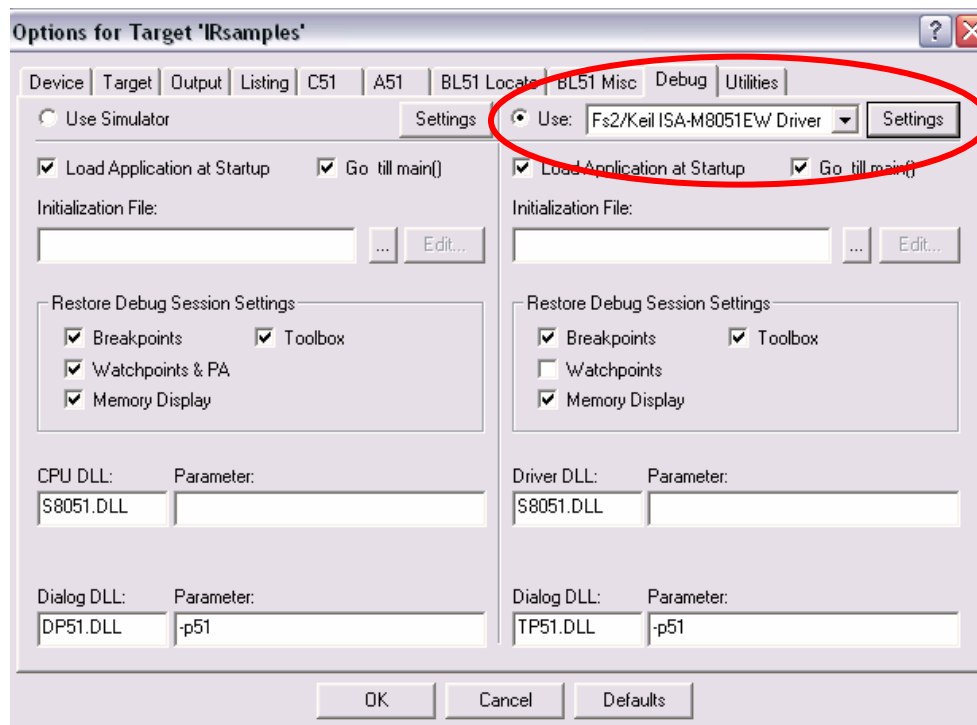 Options for Target 'IRsamples'
Device Target Output Listing C51 A51 BL51 Locate BL51 Misc Debug Utilities
Use Simulator Settings Use: Fs2/Keil ISA-M8051EW Driver Settings
Load Application at Startup Go till main() Load Application at Startup Go till main()
Initialization File: Initialization File:
... Edit... ... Edit...
Restore Debug Session Settings Restore Debug Session Settings
Breakpoints Toolbox Breakpoints Toolbox
Watchpoints & PA Watchpoints
Memory Display Memory Display
CPU DLL: Parameter: Driver DLL: Parameter:
S8051.DLL S8051.DLL
Dialog DLL: Parameter: Dialog DLL: Parameter:
DP51.DLL -p51 TP51.DLL -p51
OK Cancel Defaults